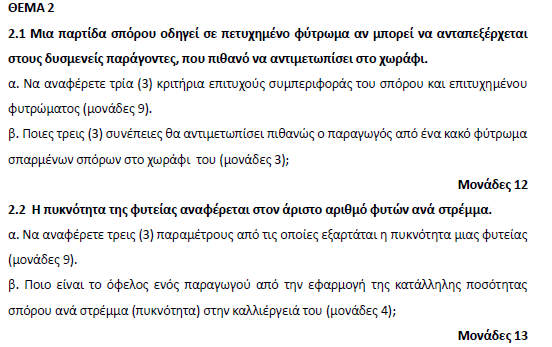 ΘΕΜΑ 2
2.1 Μια παρτίδα σπόρου οδηγεί σε πετυχημένο φύτρωμα αν μπορεί να ανταπεξέρχεται
στους δυσμενείς παράγοντες, που πιθανό να αντιμετωπίσει στο χωράφι.
α. Να αναφέρετε τρία (3) κριτήρια επιτυχούς συμπεριφοράς του σπόρου και επιτυχημένου
φυτρώματος (μονάδες 9).
β. Ποιες τρεις (3) συνέπειες θα αντιμετωπίσει πιθανώς ο παραγωγός από ένα κακό φύτρωμα
σπαρμένων σπόρων στο χωράφι του (μονάδες 3);
Μονάδες 12
2.2 Η πυκνότητα της φυτείας αναφέρεται στον άριστο αριθμό φυτών ανά στρέμμα.
α. Να αναφέρετε τρεις (3) παραμέτρους από τις οποίες εξαρτάται η πυκνότητα μιας φυτείας
(μονάδες 9).
β. Ποιο είναι το όφελος ενός παραγωγού από την εφαρμογή της κατάλληλης ποσότητας
σπόρου ανά στρέμμα (πυκνότητα) στην καλλιέργειά του (μονάδες 4);
Μονάδες 13